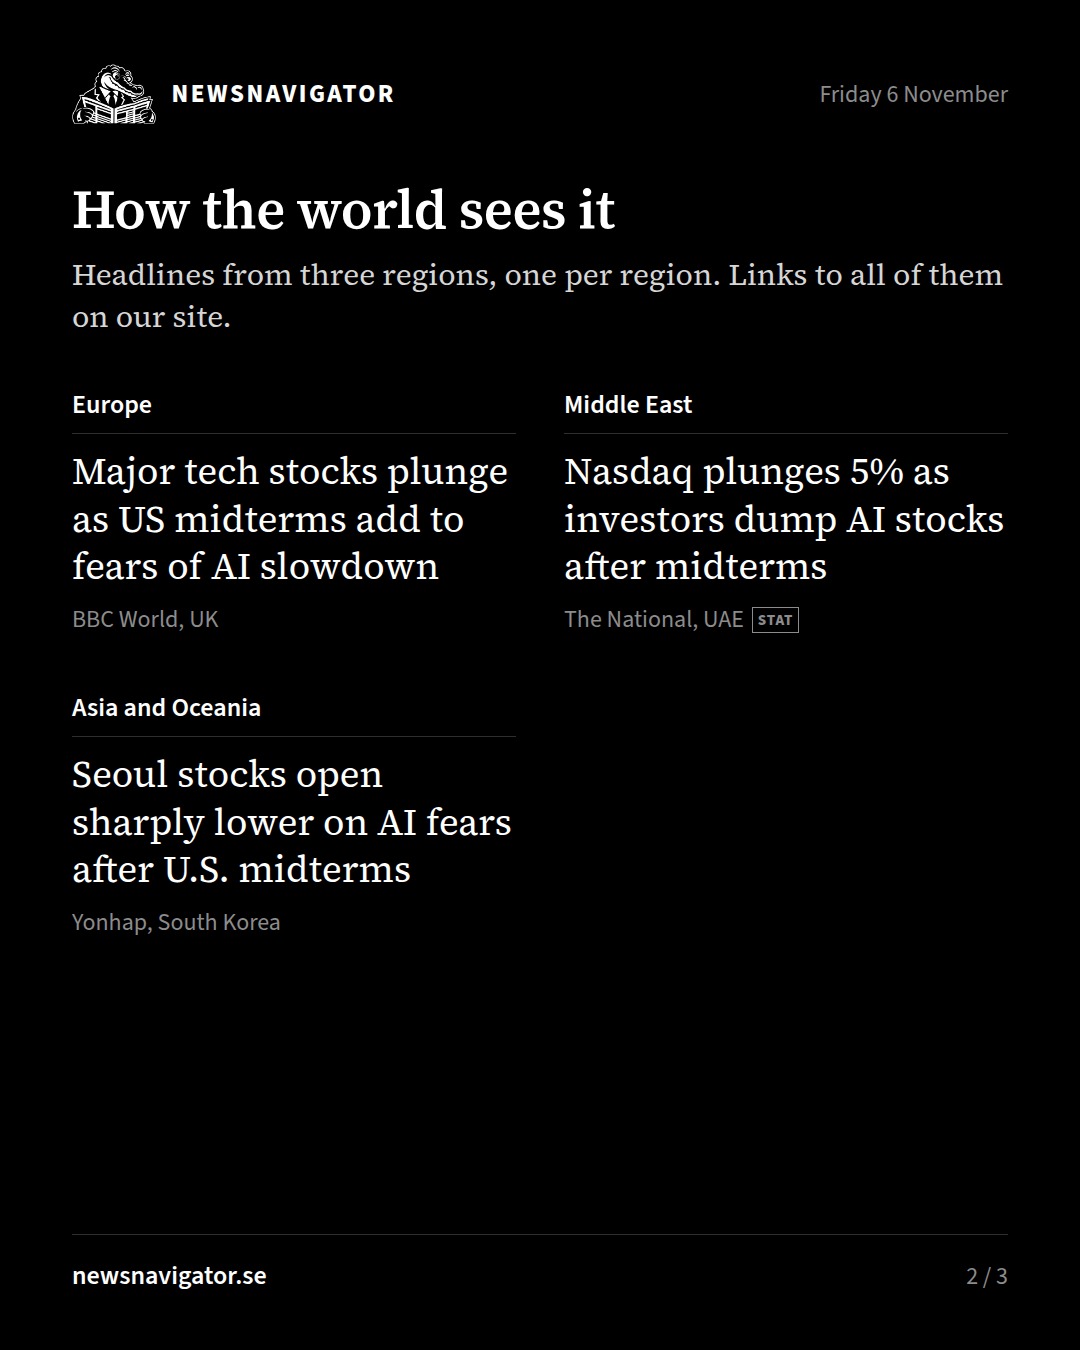 NEWSNAVIGATOR
Friday 6 November
How the world sees it
Headlines from three regions, one per region. Links to all of them
on our site.
Europe
Major tech stocks plunge
as US midterms add to
fears of AI slowdown
BBC World, UK
Middle East
Nasdaq plunges 5% as
investors dump AI stocks
after midterms
The National, UAE STAT
Asia and Oceania
Seoul stocks open
sharply lower on AI fears
after U.S. midterms
Yonhap, South Korea
newsnavigator.se
2 / 3